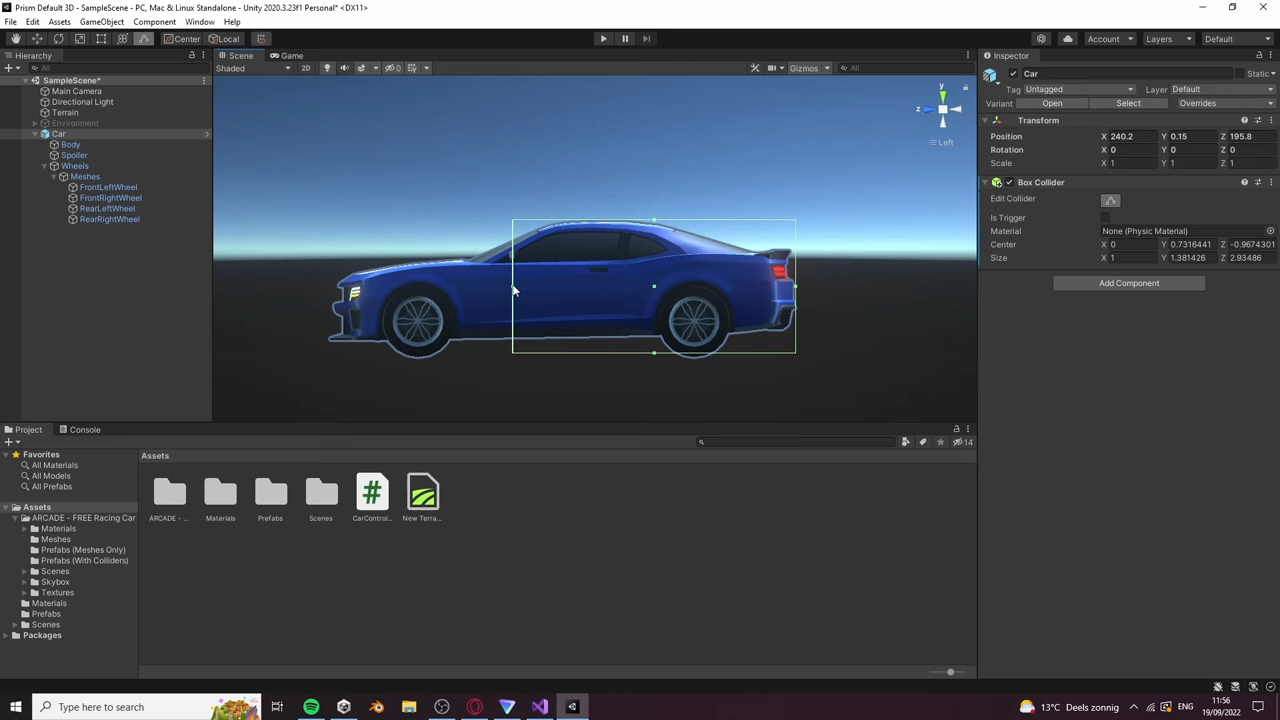 Prism Default 3D - SampleScene - PC, Mac & Linux Standalone - Unity 2020.3.23f1 Personal* <DX11>
File Edit Assets GameObject Component Window Help
Center Local Account Layers Default
Hierarchy Scene Game Inspector
All Shaded 2D 0 Gizmos All Car Static
SampleScene*
Main Camera
Directional Light
Terrain
Environment
Car
Body
Spoiler
Wheels
Meshes
FrontLeftWheel
FrontRightWheel
RearLeftWheel
RearRightWheel
y
z
Left
Tag Untagged Layer Default
Variant Open Select Overrides
Transform
Position X 240.2 Y 0.15 Z 195.8
Rotation X 0 Y 0 Z 0
Scale X 1 Y 1 Z 1
Box Collider
Edit Collider
Is Trigger
Material None (Physic Material)
Center X 0 Y 0.7316441 Z -0.9674301
Size X 1 Y 1.381426 Z 2.93486
Add Component
Project Console
14
Favorites
All Materials
All Models
All Prefabs
Assets
ARCADE - FREE Racing Car
Materials
Meshes
Prefabs (Meshes Only)
Prefabs (With Colliders)
Scenes
Skybox
Textures
Materials
Prefabs
Scenes
Packages
Assets
ARCADE - ... Materials Prefabs Scenes CarControl... New Terra...
Type here to search
13°C Deels zonnig ENG 11:56
19/09/2022